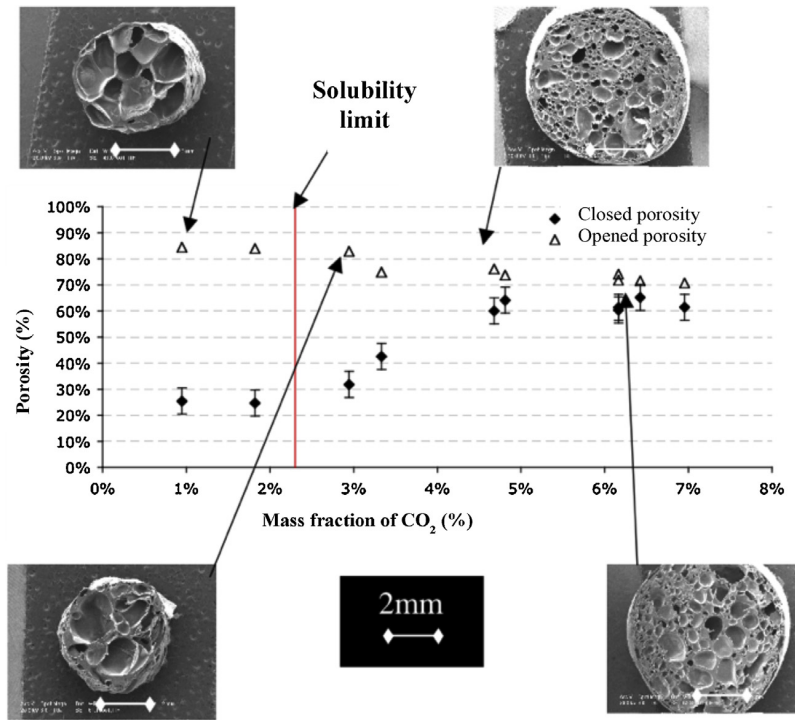 Solubility
limit
Closed porosity
Opened porosity
100%
90%
80%
70%
60%
50%
40%
30%
20%
10%
0%
Porosity (%)
0% 1% 2% 3% 4% 5% 6% 7% 8%
Mass fraction of CO₂ (%)
2mm